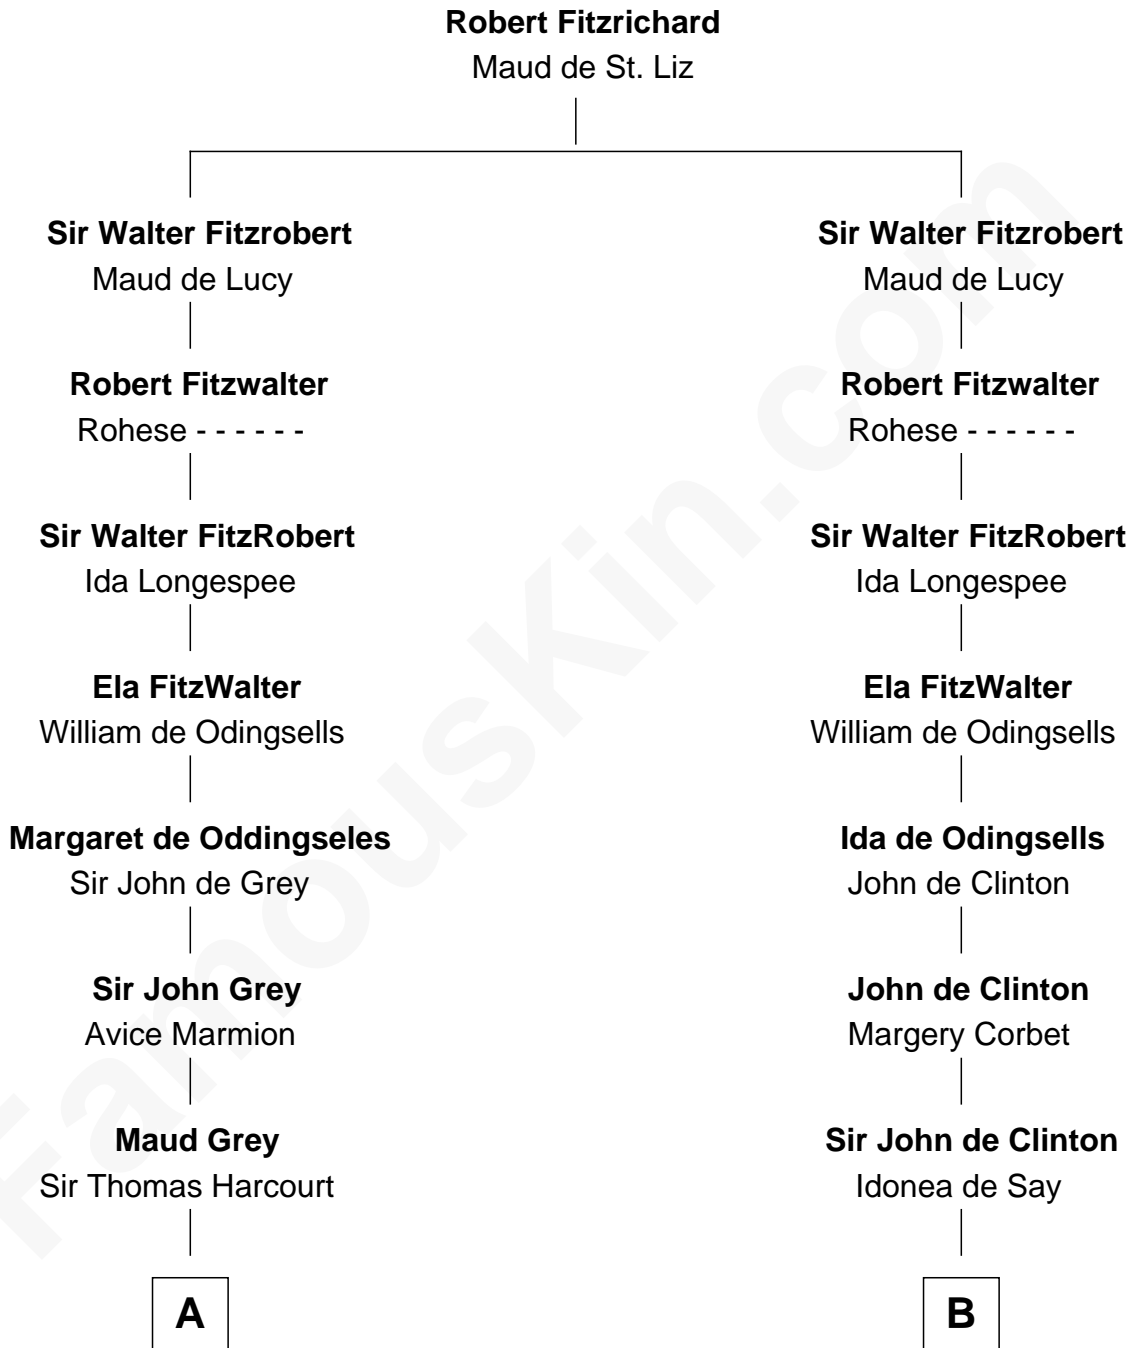 Robert Fitzrichard
Maud de St. Liz
Sir Walter Fitzrobert
Maud de Lucy
Sir Walter Fitzrobert
Maud de Lucy
Robert Fitzwalter
Rohese - - - - - -
Robert Fitzwalter
Rohese - - - - - -
Sir Walter FitzRobert
Ida Longespee
Sir Walter FitzRobert
Ida Longespee
Ela FitzWalter
William de Odingsells
Ela FitzWalter
William de Odingsells
Margaret de Oddingseles
Sir John de Grey
Ida de Odingsells
John de Clinton
Sir John Grey
Avice Marmion
John de Clinton
Margery Corbet
Maud Grey
Sir Thomas Harcourt
Sir John de Clinton
Idonea de Say
A
B
FamousKin.com